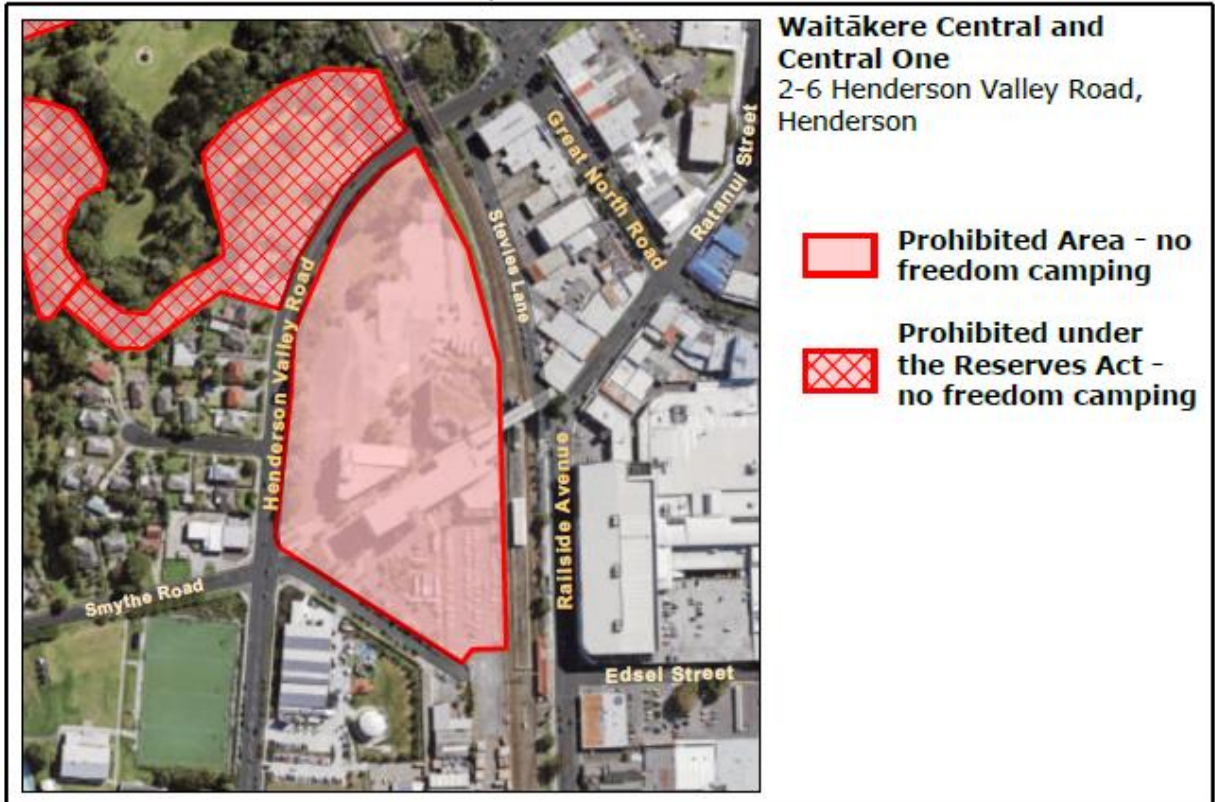 Waitākere Central and
Central One
2-6 Henderson Valley Road,
Henderson
Prohibited Area - no
freedom camping
Prohibited under
the Reserves Act -
no freedom camping
Great North Road
Ratanui Street
Stevies Lane
Henderson Valley Road
Railside Avenue
Smythe Road
Edsel Street